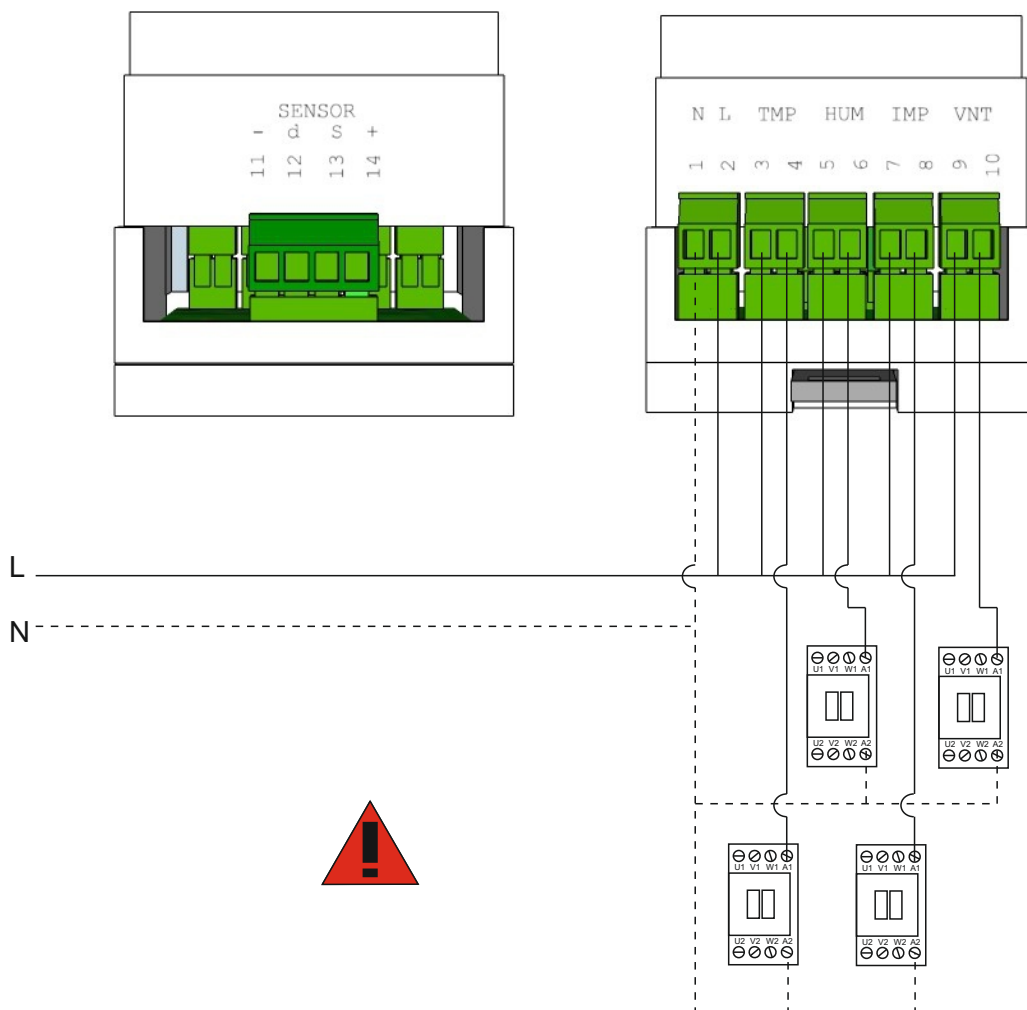 SENSOR
- d S +
11 12 13 14
N L TMP HUM IMP VNT
1 2 3 4 5 6 7 8 9 10
L
N
U1 V1 W1 A1
U2 V2 W2 A2
U1 V1 W1 A1
U2 V2 W2 A2
!
U1 V1 W1 A1
U2 V2 W2 A2
U1 V1 W1 A1
U2 V2 W2 A2